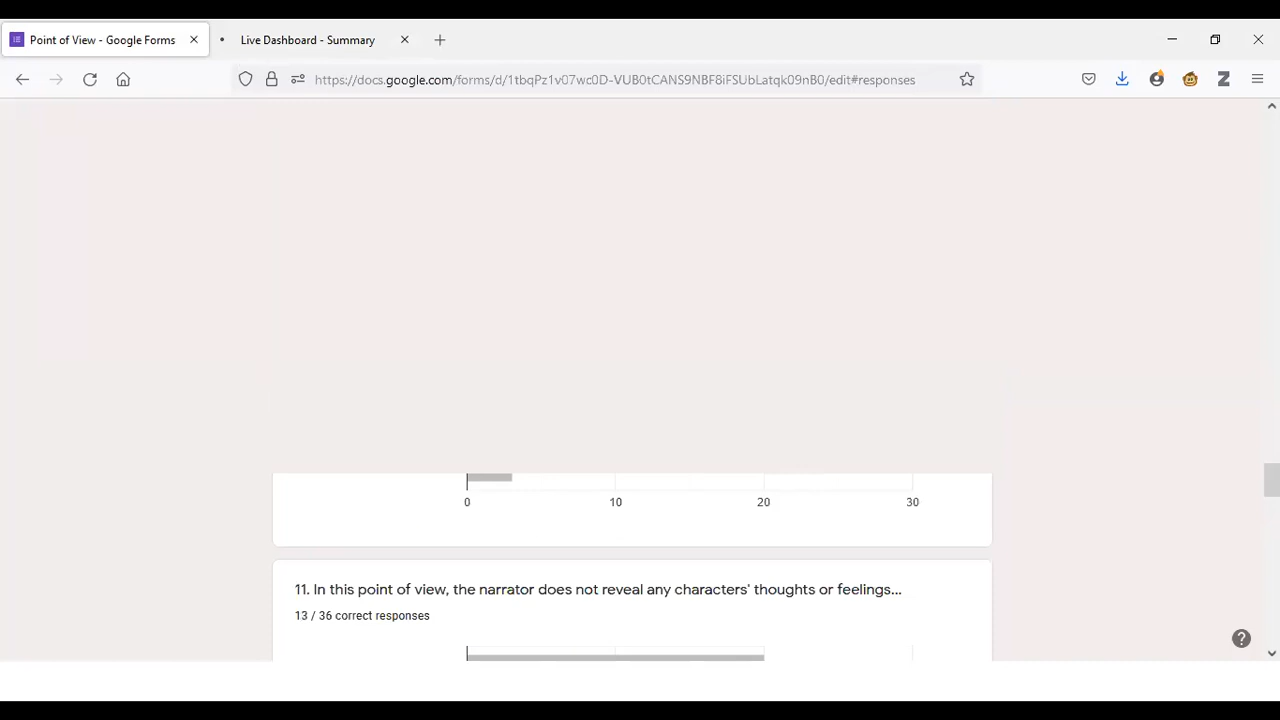 Point of View - Google Forms
Live Dashboard - Summary
https://docs.google.com/forms/d/1tbqPz1v07wc0D-VUB0tCANS9NBF8iFSUbLatqk09nB0/edit#responses
0 10 20 30
11. In this point of view, the narrator does not reveal any characters' thoughts or feelings...
13 / 36 correct responses